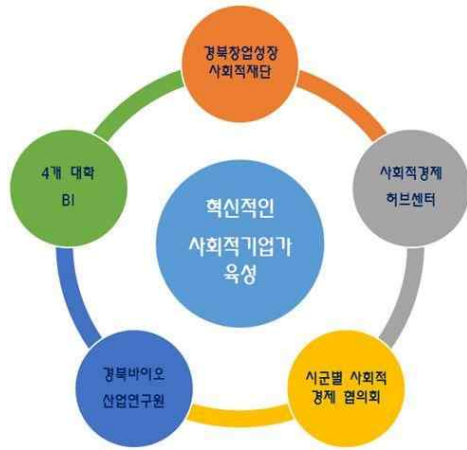 경북창업성장
사회적재단
사회적경제
허브센터
시군별 사회적
경제 협의회
경북바이오
산업연구원
4개 대학
BI
혁신적인
사회적기업가
육성